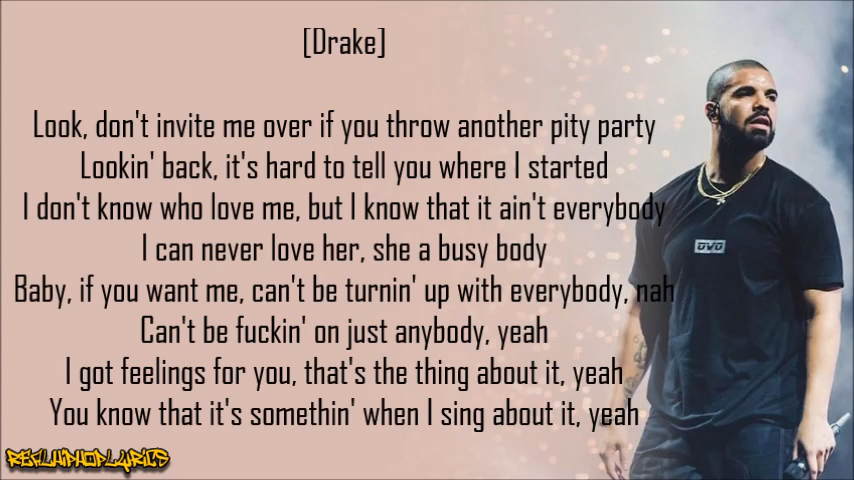 [Drake]
Look, don't invite me over if you throw another pity party
Lookin' back, it's hard to tell you where I started
I don't know who love me, but I know that it ain't everybody
I can never love her, she a busy body
Baby, if you want me, can't be turnin' up with everybody, nah
Can't be fuckin' on just anybody, yeah
I got feelings for you, that's the thing about it, yeah
You know that it's somethin' when I sing about it, yeah
OVO
REALHIPHOPLYRICS